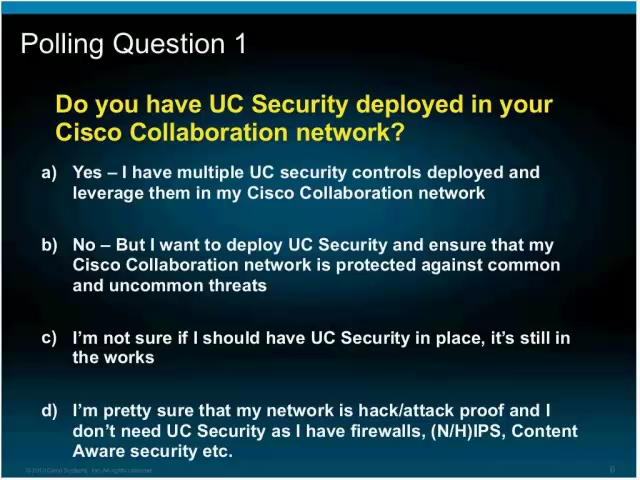 Polling Question 1
Do you have UC Security deployed in your
Cisco Collaboration network?
a) Yes – I have multiple UC security controls deployed and
leverage them in my Cisco Collaboration network
b) No – But I want to deploy UC Security and ensure that my
Cisco Collaboration network is protected against common
and uncommon threats
c) I'm not sure if I should have UC Security in place, it's still in
the works
d) I'm pretty sure that my network is hack/attack proof and I
don't need UC Security as I have firewalls, (N/H)IPS, Content
Aware security etc.